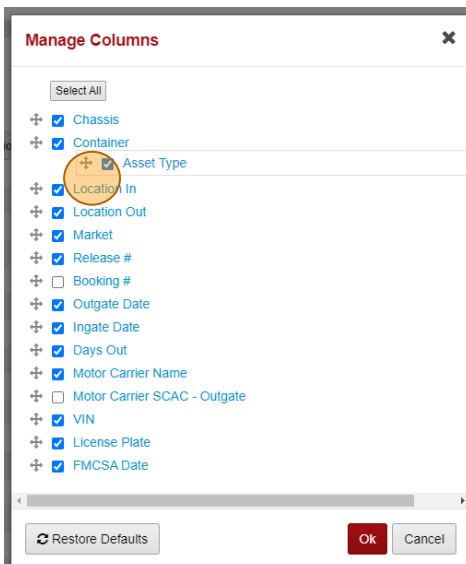 Manage Columns
Select All
Chassis
Container
Asset Type
Location In
Location Out
Market
Release #
Booking #
Outgate Date
Ingate Date
Days Out
Motor Carrier Name
Motor Carrier SCAC - Outgate
VIN
License Plate
FMCSA Date
Restore Defaults
Ok
Cancel